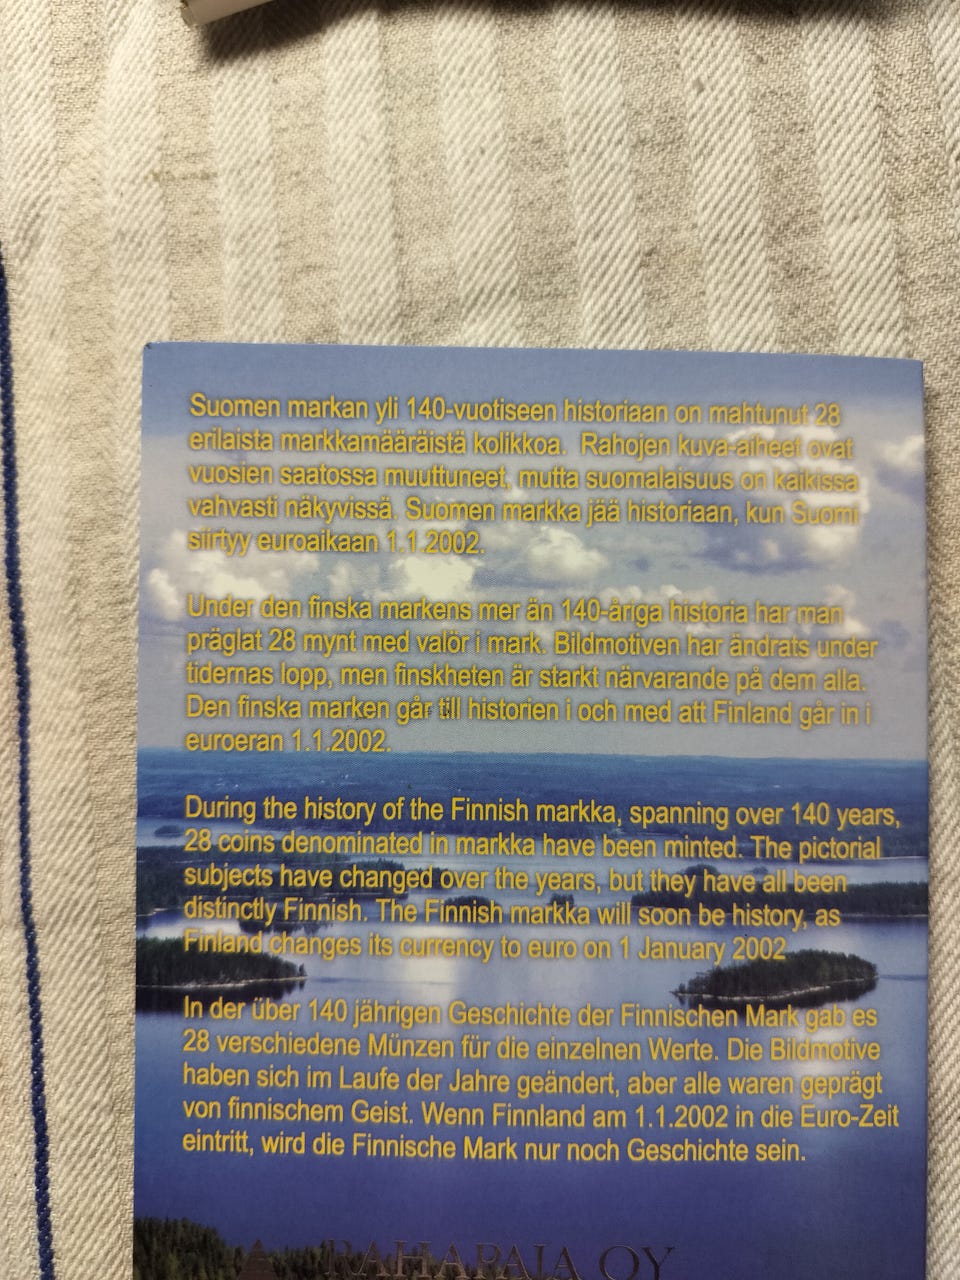 Suomen markan yli 140-vuotiseen historiaan on mahtunut 28
erilaista markkamääräistä kolikkoa. Rahojen kuva-aiheet ovat
vuosien saatossa muuttuneet, mutta suomalaisuus on kaikissa
vahvasti näkyvissä. Suomen markka jää historiaan, kun Suomi
siirtyy euroaikaan 1.1.2002.
Under den finska markens mer än 140-åriga historia har man
präglat 28 mynt med valör i mark. Bildmotiven har ändrats under
tidernas lopp, men finskheten är starkt närvarande på dem alla.
Den finska marken går till historien i och med att Finland går in i
euroeran 1.1.2002.
During the history of the Finnish markka, spanning over 140 years,
28 coins denominated in markka have been minted. The pictorial
subjects have changed over the years, but they have all been
distinctly Finnish. The Finnish markka will soon be history, as
Finland changes its currency to euro on 1 January 2002
In der über 140 jährigen Geschichte der Finnischen Mark gab es
28 verschiedene Münzen für die einzelnen Werte. Die Bildmotive
haben sich im Laufe der Jahre geändert, aber alle waren geprägt
von finnischem Geist. Wenn Finnland am 1.1.2002 in die Euro-Zeit
eintritt, wird die Finnische Mark nur noch Geschichte sein.
RAHAPAJA OY